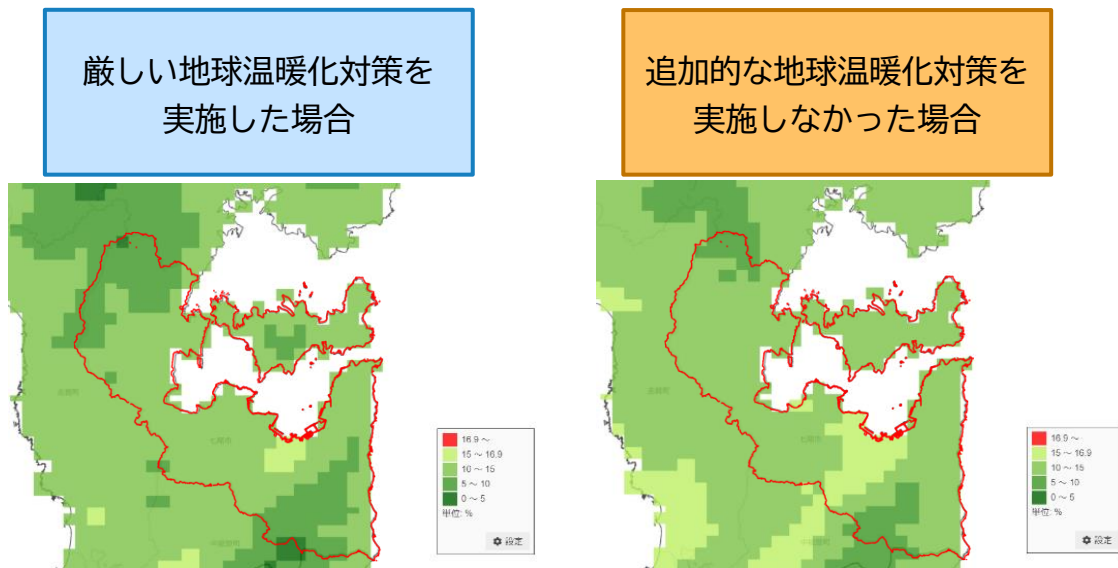 厳しい地球温暖化対策を
実施した場合
追加的な地球温暖化対策を
実施しなかった場合
七尾市
16.9 ～
15 ～ 16.9
10 ～ 15
5 ～ 10
0 ～ 5
単位: %
設定
16.9 ～
15 ～ 16.9
10 ～ 15
5 ～ 10
0 ～ 5
単位: %
設定